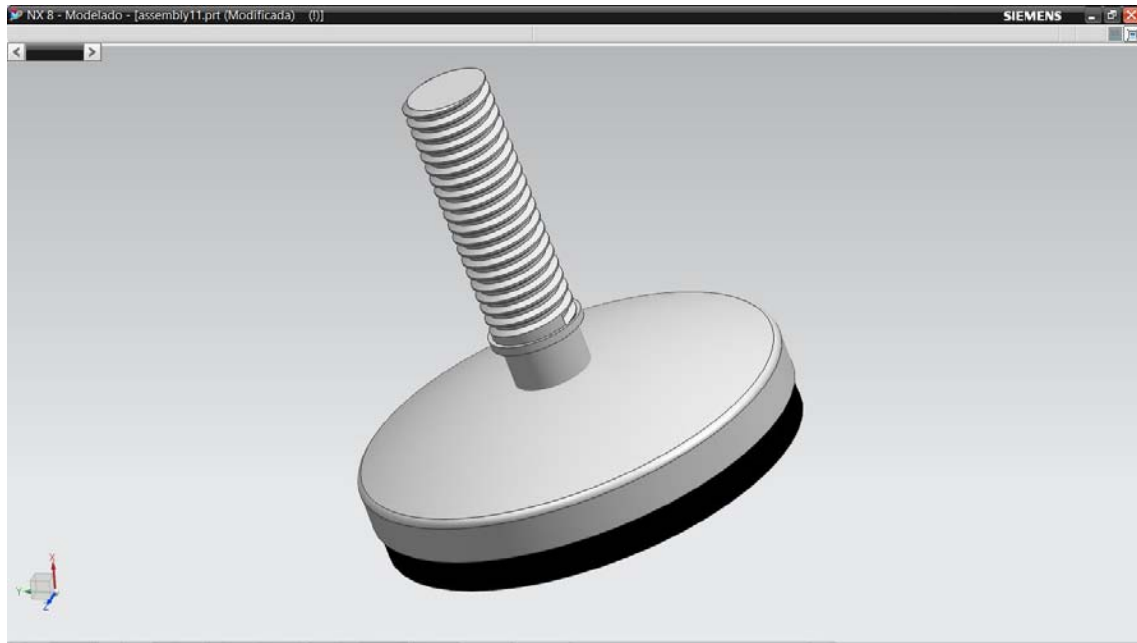 NX 8 - Modelado - [assembly11.prt (Modificada) (!)]
SIEMENS
X
Y
Z